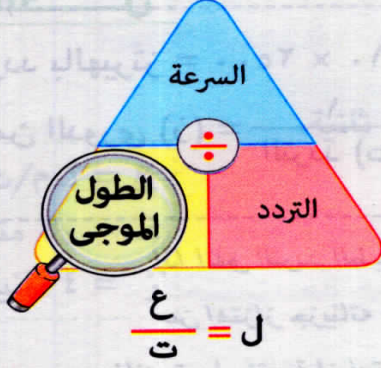 السرعة
÷
الطول
الموجى
التردد
ل = ع / ت